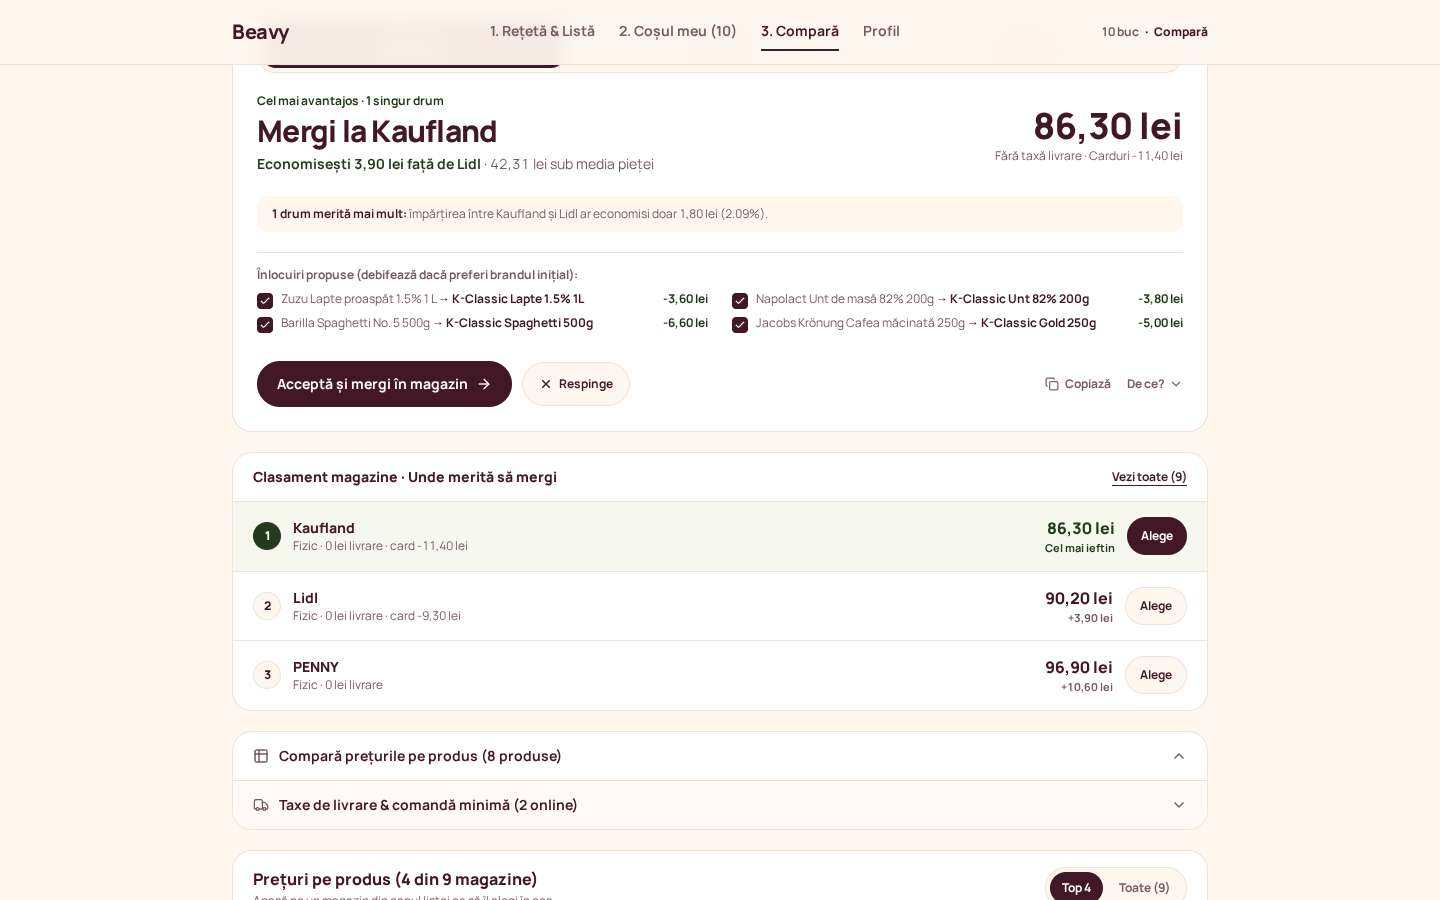 Beavy
1. Rețetă & Listă
2. Coșul meu (10)
3. Compară
Profil
10 buc · Compară
Cel mai avantajos · 1 singur drum
Mergi la Kaufland
Economisești 3,90 lei față de Lidl · 42,31 lei sub media pieței
86,30 lei
Fără taxă livrare · Carduri -11,40 lei
1 drum merită mai mult: împărțirea între Kaufland și Lidl ar economisi doar 1,80 lei (2.09%).
Înlocuiri propuse (debifează dacă preferi brandul inițial):
Zuzu Lapte proaspăt 1.5% 1 L → K-Classic Lapte 1.5% 1L -3,60 lei
Napolact Unt de masă 82% 200g → K-Classic Unt 82% 200g -3,80 lei
Barilla Spaghetti No. 5 500g → K-Classic Spaghetti 500g -6,60 lei
Jacobs Krönung Cafea măcinată 250g → K-Classic Gold 250g -5,00 lei
Acceptă și mergi în magazin →
Respinge
Copiază
De ce?
Clasament magazine · Unde merită să mergi
Vezi toate (9)
1
Kaufland
Fizic · 0 lei livrare · card -11,40 lei
86,30 lei
Cel mai ieftin
Alege
2
Lidl
Fizic · 0 lei livrare · card -9,30 lei
90,20 lei
+3,90 lei
Alege
3
PENNY
Fizic · 0 lei livrare
96,90 lei
+10,60 lei
Alege
Compară prețurile pe produs (8 produse)
Taxe de livrare & comandă minimă (2 online)
Prețuri pe produs (4 din 9 magazine)
Top 4
Toate (9)